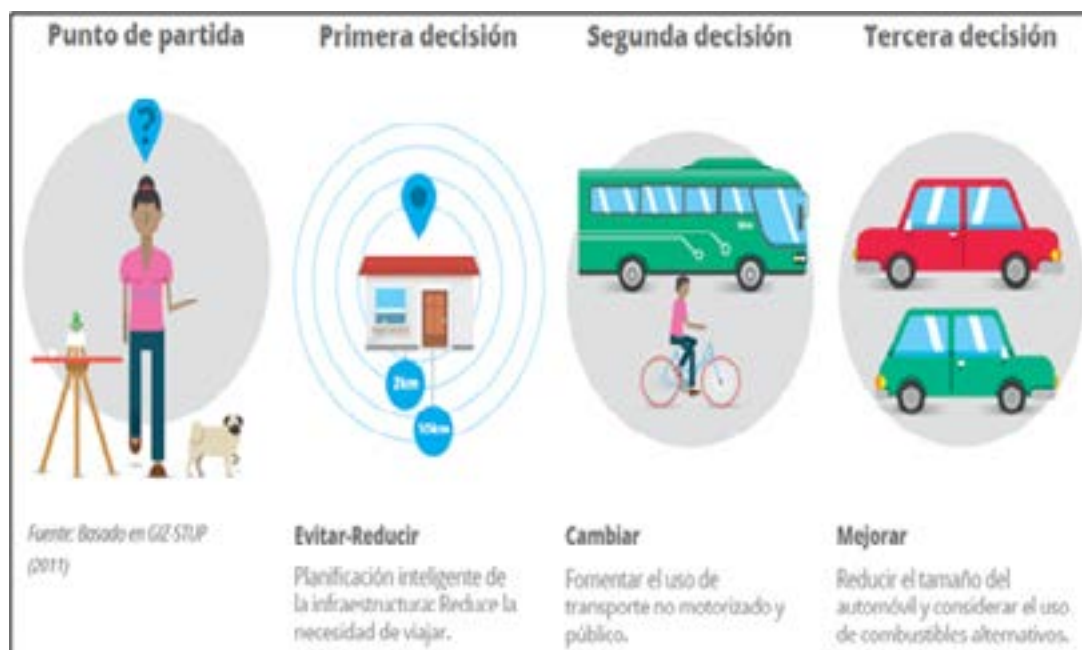 Punto de partida
Primera decisión
Segunda decisión
Tercera decisión
?
2km
10km
Fuente: Basado en GIZ-STUP
(2011)
Evitar-Reducir
Planificación inteligente de
la infraestructura: Reduce la
necesidad de viajar.
Cambiar
Fomentar el uso de
transporte no motorizado y
público.
Mejorar
Reducir el tamaño del
automóvil y considerar el uso
de combustibles alternativos.